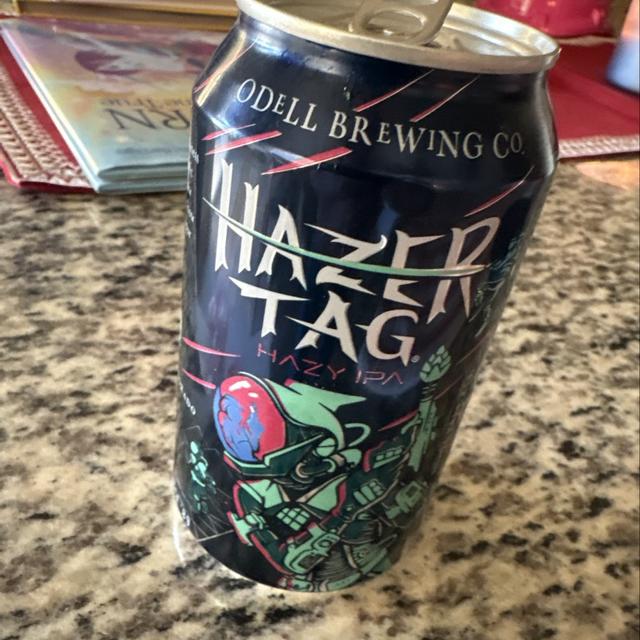 ODELL BREWING CO.
HAZER
TAG®
HAZY IPA